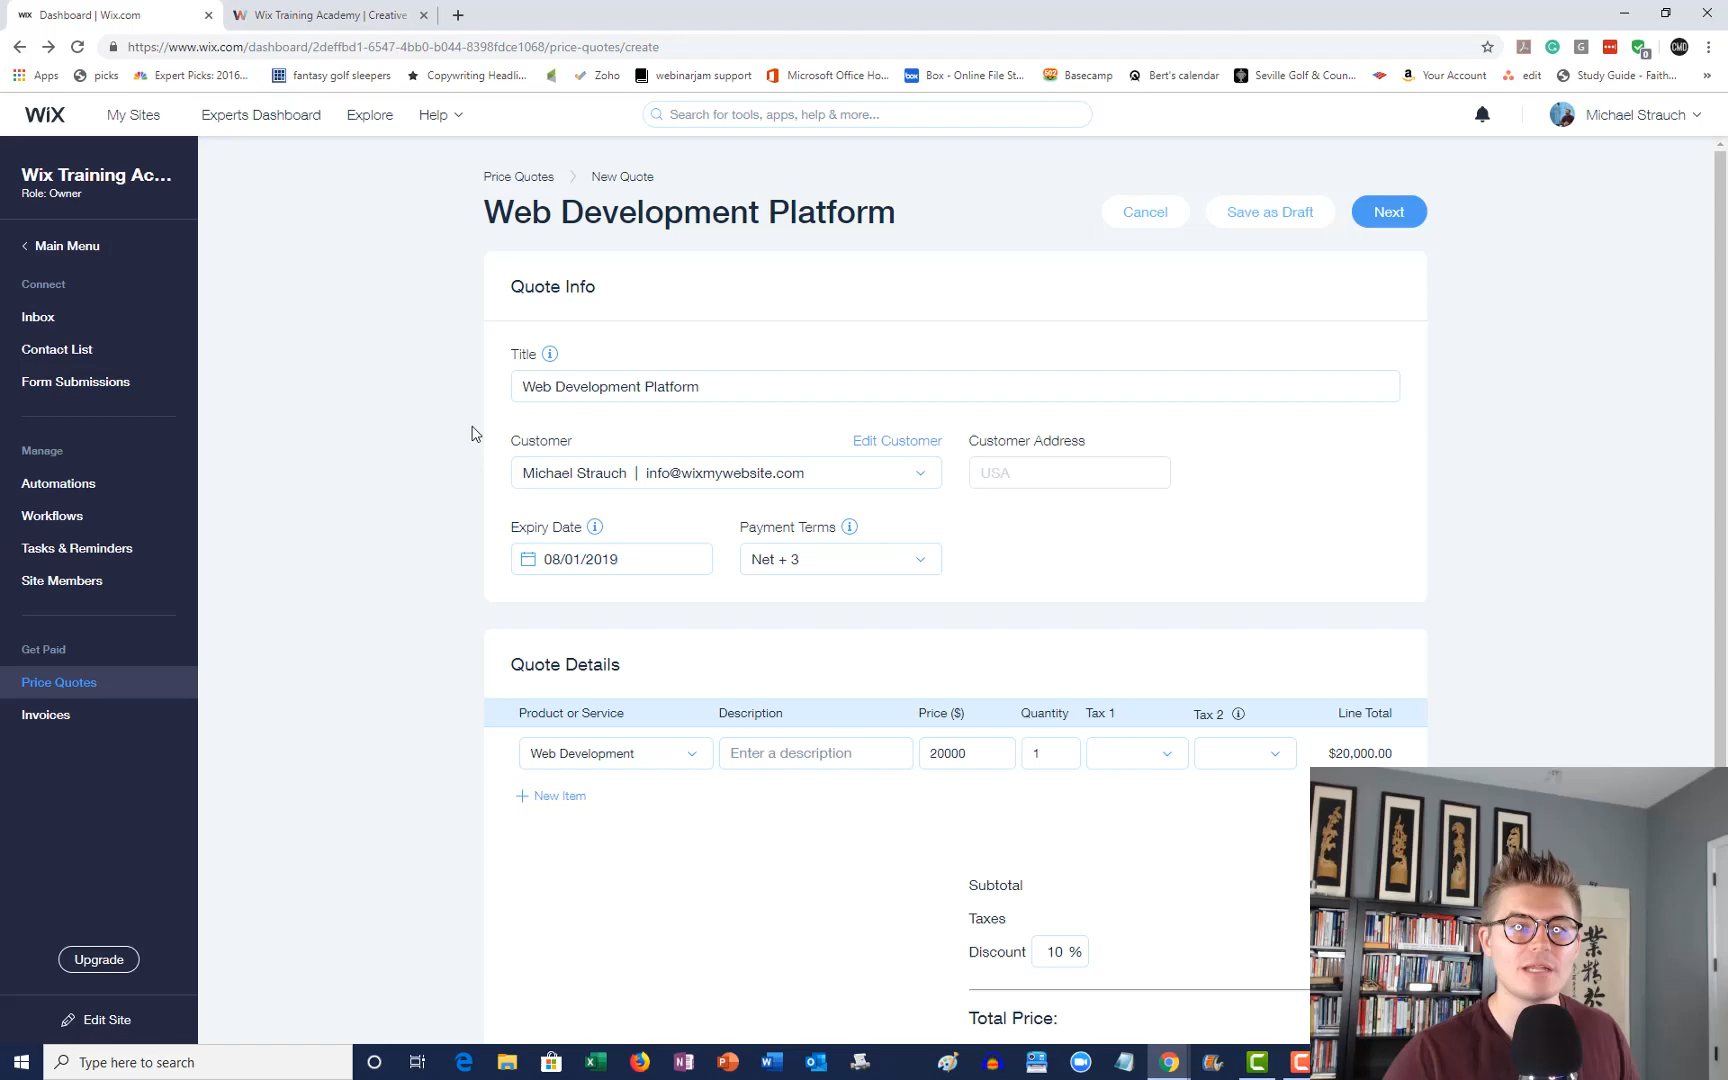 Dashboard | Wix.com
Wix Training Academy | Creative
https://www.wix.com/dashboard/2deffbd1-6547-4bb0-b044-8398fdce1068/price-quotes/create
Apps picks Expert Picks: 2016... fantasy golf sleepers Copywriting Headli... Zoho webinarjam support Microsoft Office Ho... Box - Online File St... Basecamp Bert's calendar Seville Golf & Coun... Your Account edit Study Guide - Faith... »
WiX My Sites Experts Dashboard Explore Help Search for tools, apps, help & more... Michael Strauch
Wix Training Ac...
Role: Owner
Main Menu
Connect
Inbox
Contact List
Form Submissions
Manage
Automations
Workflows
Tasks & Reminders
Site Members
Get Paid
Price Quotes
Invoices
Upgrade
Edit Site
Price Quotes New Quote
Web Development Platform
Cancel Save as Draft Next
Quote Info
Title
Web Development Platform
Customer Edit Customer Customer Address
Michael Strauch | info@wixmywebsite.com USA
Expiry Date Payment Terms
08/01/2019 Net + 3
Quote Details
Product or Service Description Price ($) Quantity Tax 1 Tax 2 Line Total
Web Development Enter a description 20000 1 $20,000.00
+ New Item
Subtotal
Taxes
Discount 10 %
Total Price:
業精於
Type here to search